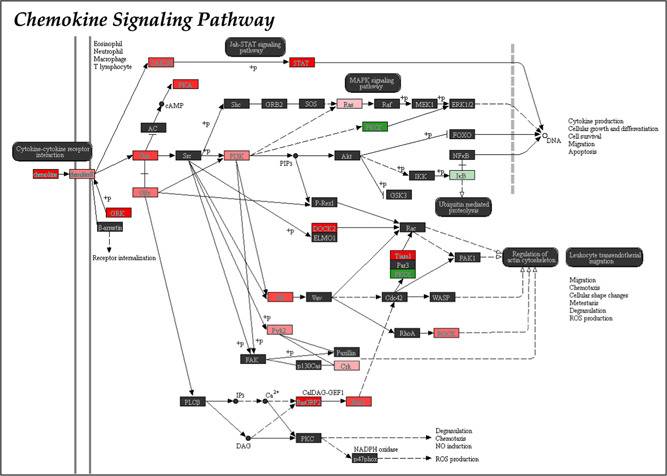 Chemokine Signaling Pathway
Eosinophil
Neutrophil
Macrophage
T lymphocyte
Jak-STAT signaling
pathway
STAT
+p
PKA
cAMP
MAPK signaling
pathway
+p
Shc
GRB2
SOS
Ras
Raf
+p
MEK1
+p
ERK1/2
AC
FOXO
DNA
Cytokine production
Cellular growth and differentiation
Cell survival
Migration
Apoptosis
Cytokine-cytokine receptor
interaction
chemokine
Src
+p
PI3K
PIP3
Akt
+p
+p
NFκB
IKK
IκB
GSK3
+p
GRK
β-arrestin
Receptor internalization
P-Rex1
Ubiquitin mediated
proteolysis
+p
DOCK2
ELMO1
Rac
Tiam1
Par3
PAK1
Regulation of
actin cytoskeleton
Leukocyte transendothelial
migration
Migration
Chemotaxis
Cellular shape changes
Metastasis
Degranulation
ROS production
Vav
Cdc42
WASP
+p
+p
Pyk2
RhoA
FAK
+p
Paxillin
p130Cas
Crk
PLCβ
IP3
Ca2+
CalDAG-GEF1
RasGRP2
DAG
PKC
Degranulation
Chemotaxis
NO induction
NADPH oxidase
p47phox
ROS production